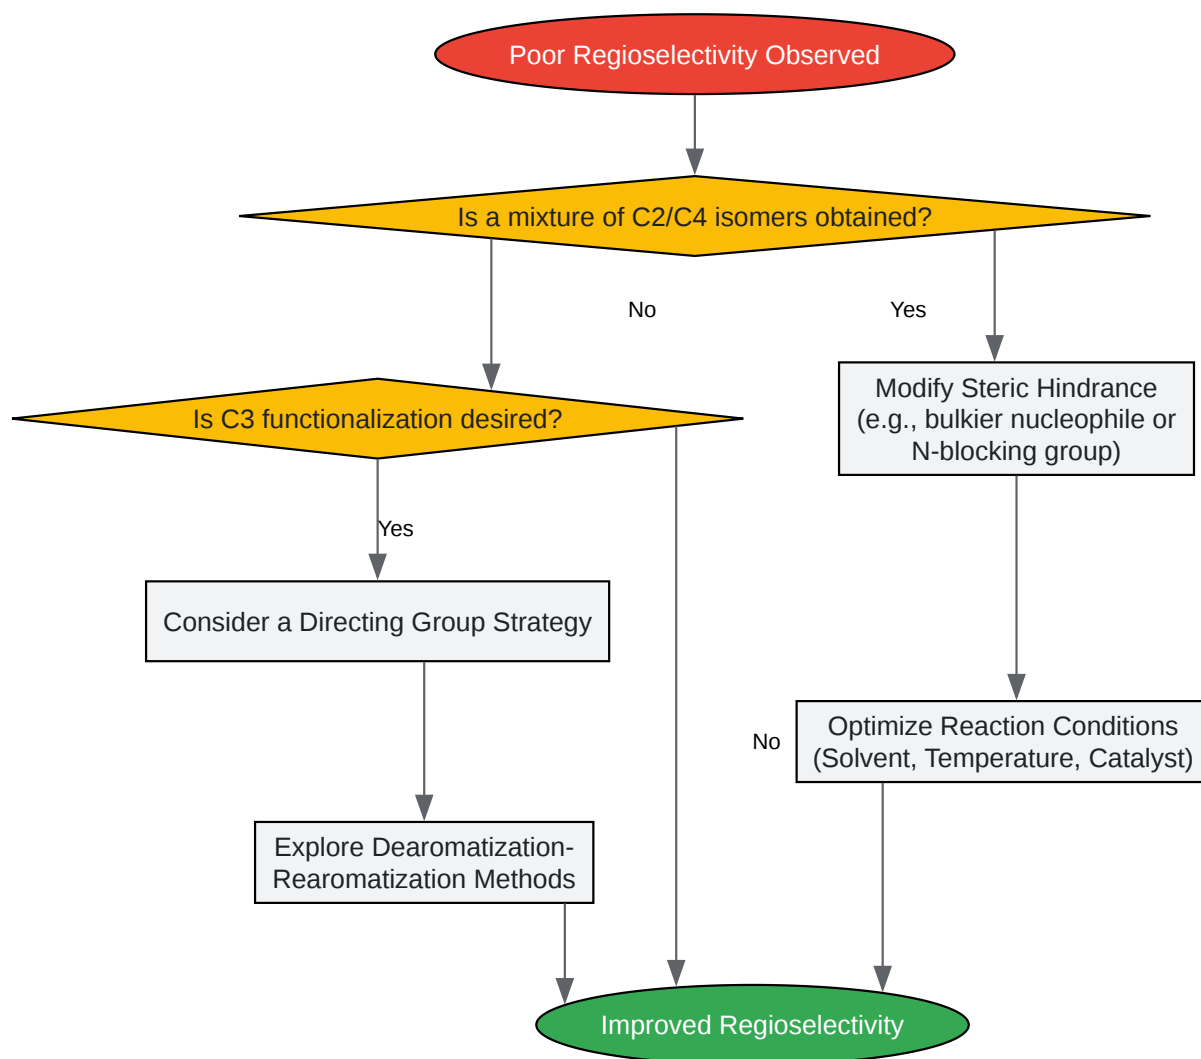 Poor Regioselectivity Observed
Is a mixture of C2/C4 isomers obtained?
No
Yes
Is C3 functionalization desired?
Modify Steric Hindrance
(e.g., bulkier nucleophile or
N-blocking group)
Yes
Consider a Directing Group Strategy
No
Optimize Reaction Conditions
(Solvent, Temperature, Catalyst)
Explore Dearomatization-
Rearomatization Methods
Improved Regioselectivity